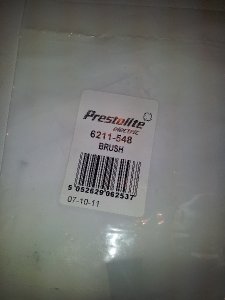 Prestolite
ELECTRIC
6211-548
BRUSH
5 052629 062537
07-10-11